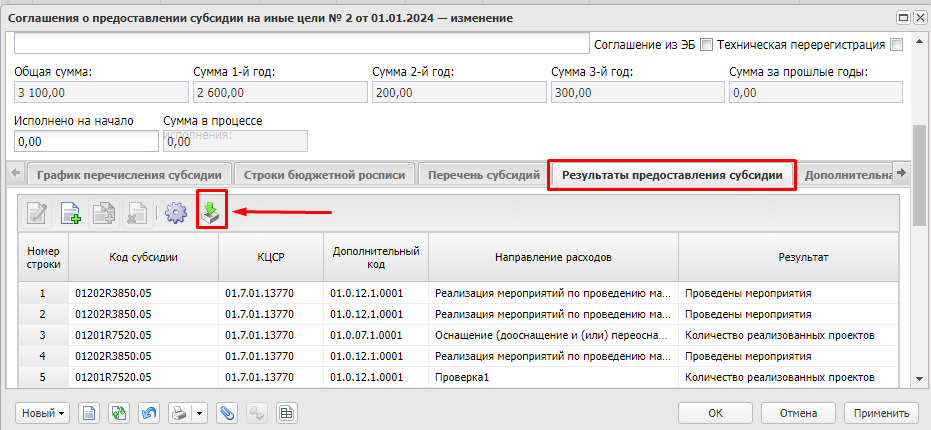 Соглашения о предоставлении субсидии на иные цели № 2 от 01.01.2024 — изменение
Соглашение из ЭБ Техническая перерегистрация
Общая сумма: Сумма 1-й год: Сумма 2-й год: Сумма 3-й год: Сумма за прошлые годы:
3 100,00 2 600,00 200,00 300,00 0,00
Исполнено на начало Сумма в процессе
исполнения:
0,00 0,00
График перечисления субсидии Строки бюджетной росписи Перечень субсидий Результаты предоставления субсидии Дополнительна
Номер строки Код субсидии КЦСР Дополнительный код Направление расходов Результат
1 01202R3850.05 01.7.01.13770 01.0.12.1.0001 Реализация мероприятий по проведению ма... Проведены мероприятия
2 01202R3850.05 01.7.01.13770 01.0.12.1.0001 Реализация мероприятий по проведению ма... Проведены мероприятия
3 01201R7520.05 01.7.01.13770 01.0.07.1.0001 Оснащение (дооснащение и (или) переосна... Количество реализованных проектов
4 01202R3850.05 01.7.01.13770 01.0.12.1.0001 Реализация мероприятий по проведению ма... Проведены мероприятия
5 01201R7520.05 01.7.01.13770 01.0.12.1.0001 Проверка1 Количество реализованных проектов
Новый ОК Отмена Применить